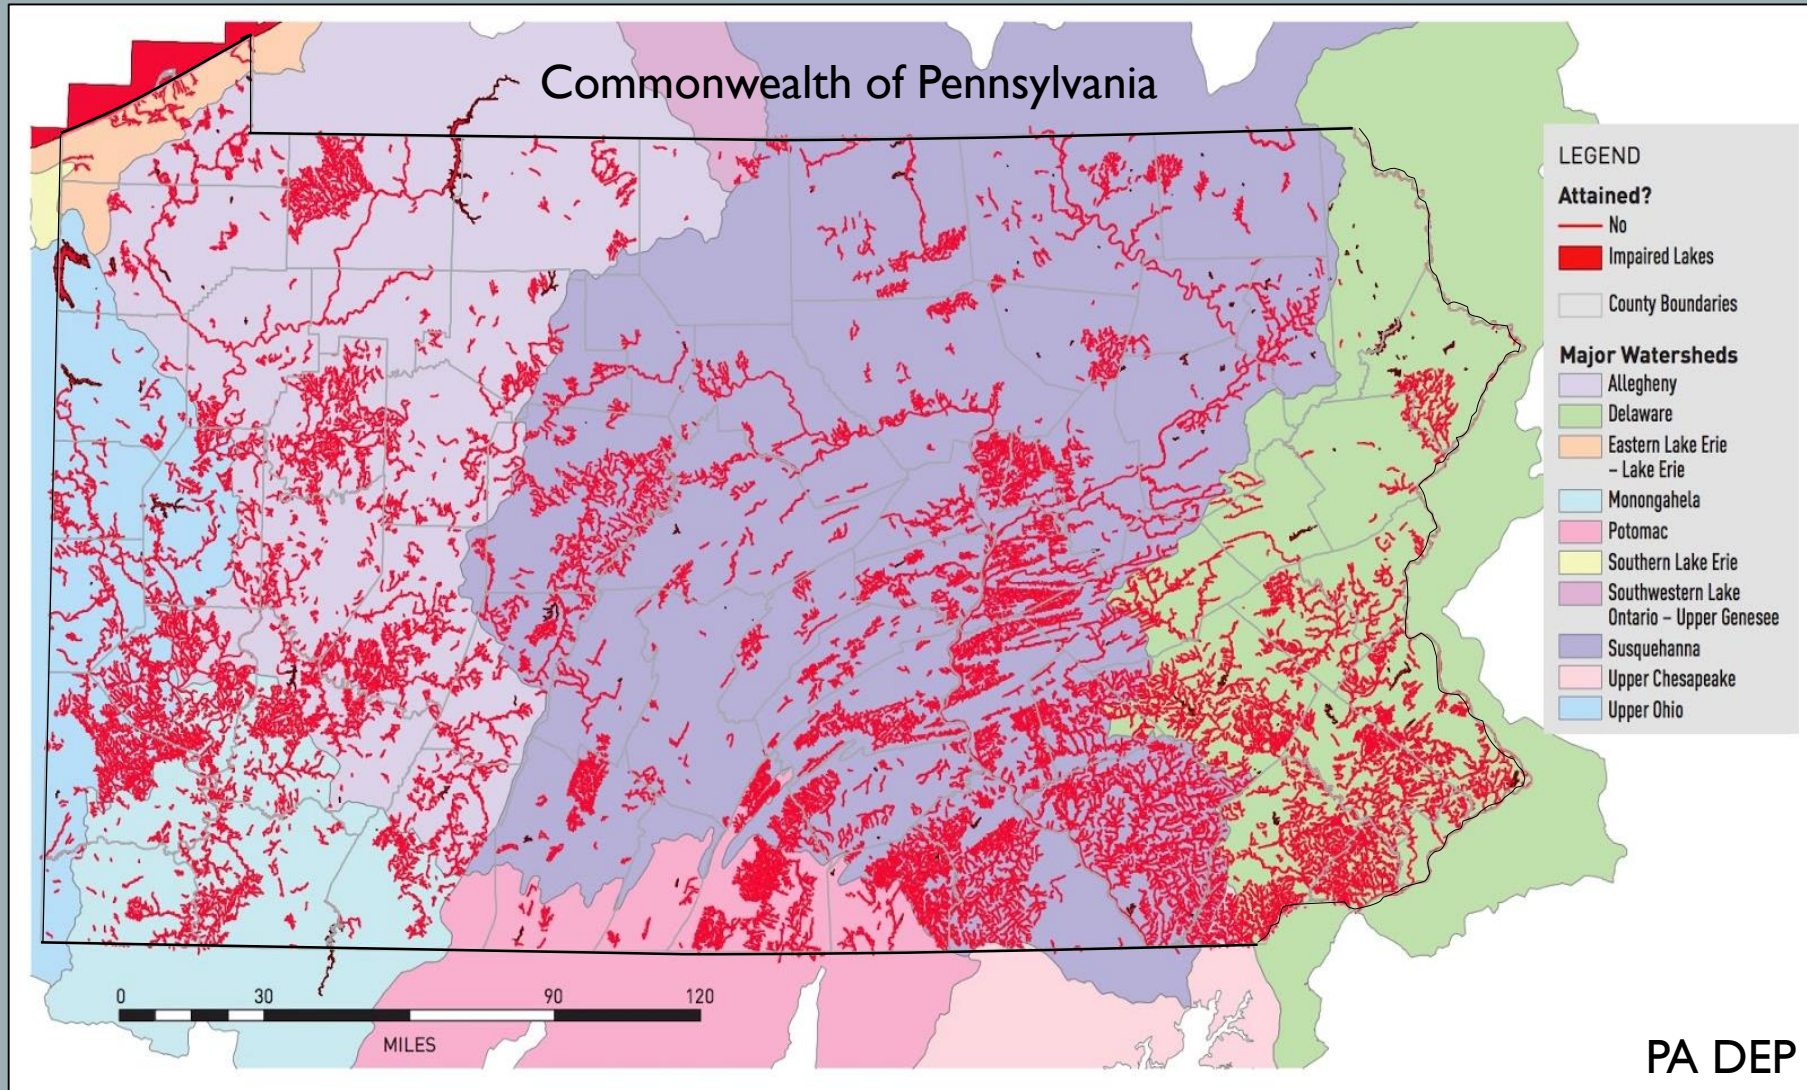 Commonwealth of Pennsylvania
LEGEND
Attained?
No
Impaired Lakes
County Boundaries
Major Watersheds
Allegheny
Delaware
Eastern Lake Erie
– Lake Erie
Monongahela
Potomac
Southern Lake Erie
Southwestern Lake
Ontario – Upper Genesee
Susquehanna
Upper Chesapeake
Upper Ohio
0 30 90 120
MILES
PA DEP